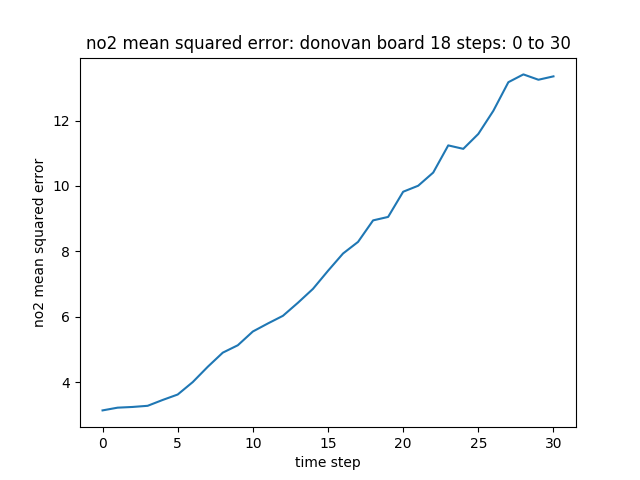 no2 mean squared error: donovan board 18 steps: 0 to 30
no2 mean squared error
12
10
8
6
4
0 5 10 15 20 25 30
time step